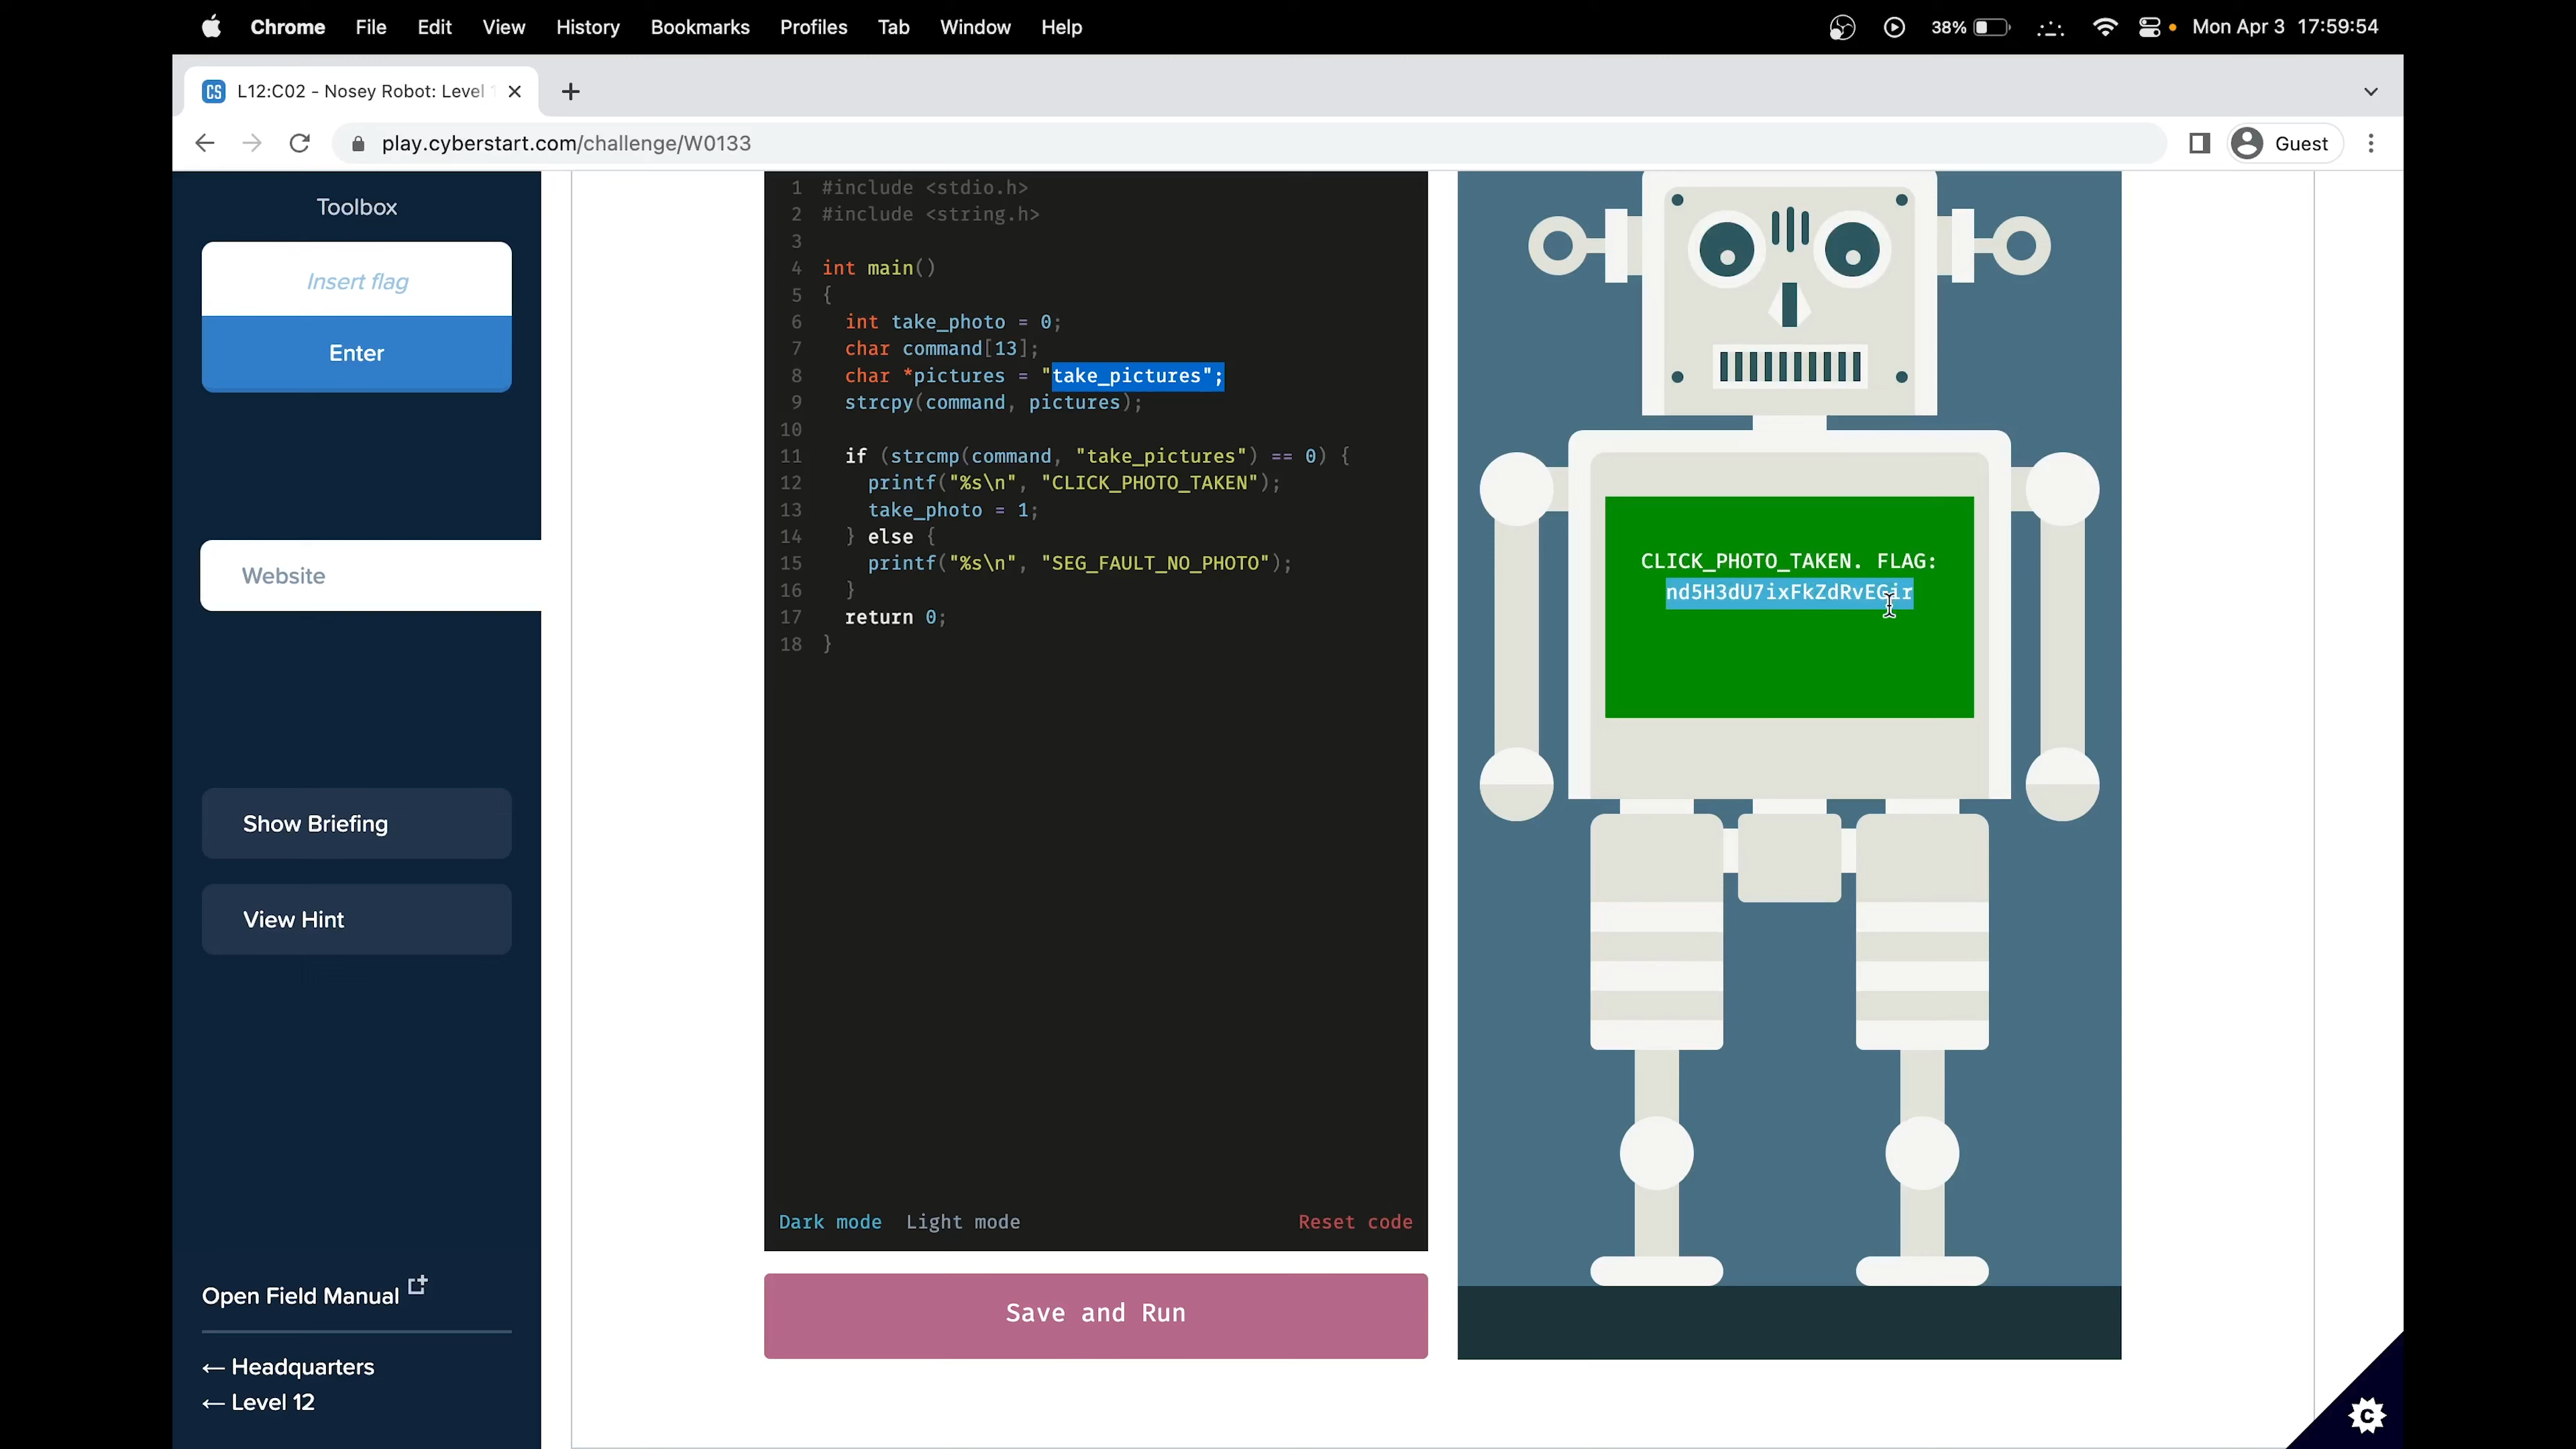 Chrome File Edit View History Bookmarks Profiles Tab Window Help 38% Mon Apr 3 17:59:54
CS L12:C02 - Nosey Robot: Level
play.cyberstart.com/challenge/W0133 Guest
Toolbox
Insert flag
Enter
Website
Show Briefing
View Hint
Open Field Manual
← Headquarters
← Level 12
1 #include <stdio.h>
2 #include <string.h>
3
4 int main()
5 {
6 int take_photo = 0;
7 char command[13];
8 char *pictures = "take_pictures";
9 strcpy(command, pictures);
10
11 if (strcmp(command, "take_pictures") == 0) {
12 printf("%s\n", "CLICK_PHOTO_TAKEN");
13 take_photo = 1;
14 } else {
15 printf("%s\n", "SEG_FAULT_NO_PHOTO");
16 }
17 return 0;
18 }
Dark mode Light mode Reset code
Save and Run
CLICK_PHOTO_TAKEN. FLAG:
nd5H3dU7ixFkZdRvEGir
C